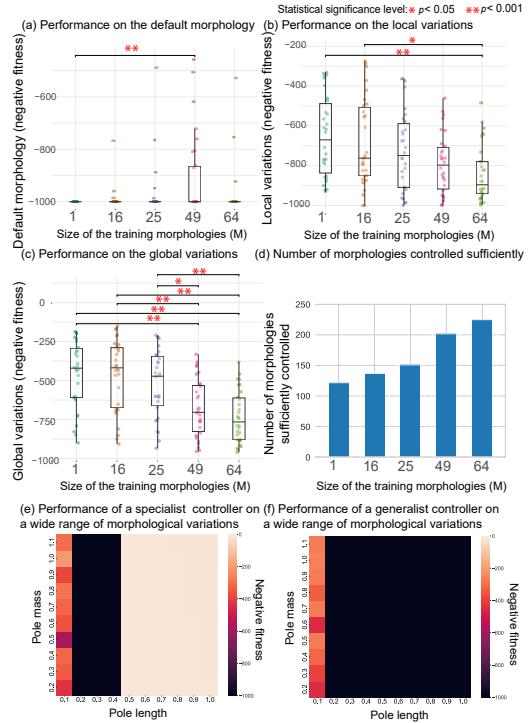 Statistical significance level: * p< 0.05 ** p< 0.001
(a) Performance on the default morphology
**
Default morphology (negative fitness)
−600
−800
−1000
1 16 25 49 64
Size of the training morphologies (M)
(b) Performance on the local variations
*
**
Local variations (negative fitness)
−200
−400
−600
−800
−1000
1 16 25 49 64
Size of the training morphologies (M)
(c) Performance on the global variations
**
*
**
**
**
**
Global variations (negative fitness)
0
−250
−500
−750
−1000
1 16 25 49 64
Size of the training morphologies (M)
(d) Number of morphologies controlled sufficiently
Number of morphologies
sufficiently controlled
250
200
150
100
50
0
1 16 25 49 64
Size of the training morphologies (M)
(e) Performance of a specialist controller on
a wide range of morphological variations
Pole mass
1.1
1.0
0.9
0.8
0.7
0.6
0.5
0.4
0.3
0.2
0.1 0.2 0.3 0.4 0.5 0.6 0.7 0.8 0.9 1.0
Pole length
0
−200
−400
−600
−800
−1000
Negative fitness
(f) Performance of a generalist controller on
a wide range of morphological variations
Pole mass
1.1
1.0
0.9
0.8
0.7
0.6
0.5
0.4
0.3
0.2
0.1 0.2 0.3 0.4 0.5 0.6 0.7 0.8 0.9 1.0
Pole length
0
−200
−400
−600
−800
−1000
Negative fitness